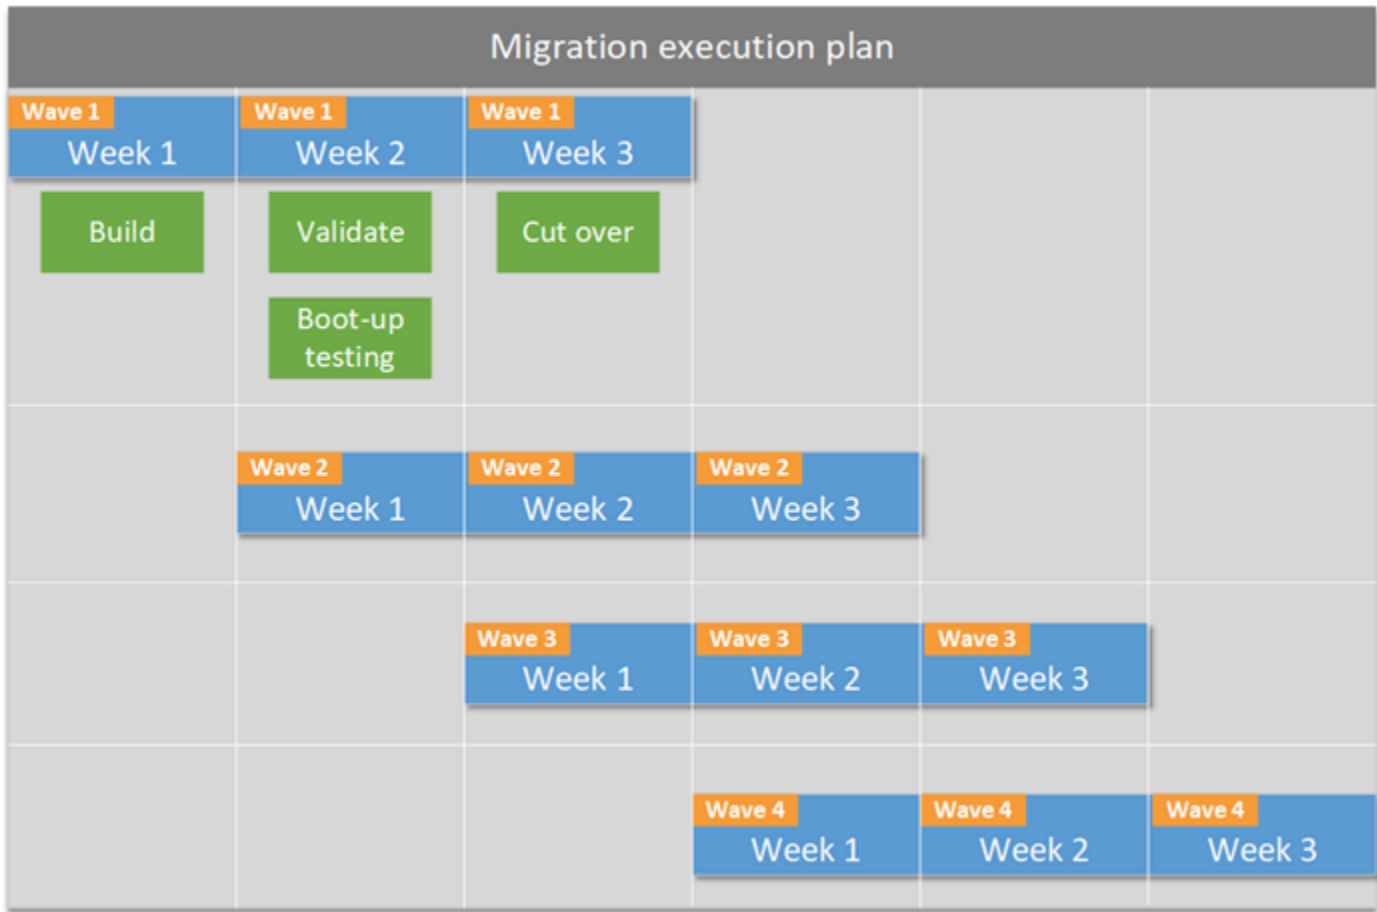 Migration execution plan
Wave 1
Week 1
Wave 1
Week 2
Wave 1
Week 3
Build
Validate
Cut over
Boot-up
testing
Wave 2
Week 1
Wave 2
Week 2
Wave 2
Week 3
Wave 3
Week 1
Wave 3
Week 2
Wave 3
Week 3
Wave 4
Week 1
Wave 4
Week 2
Wave 4
Week 3